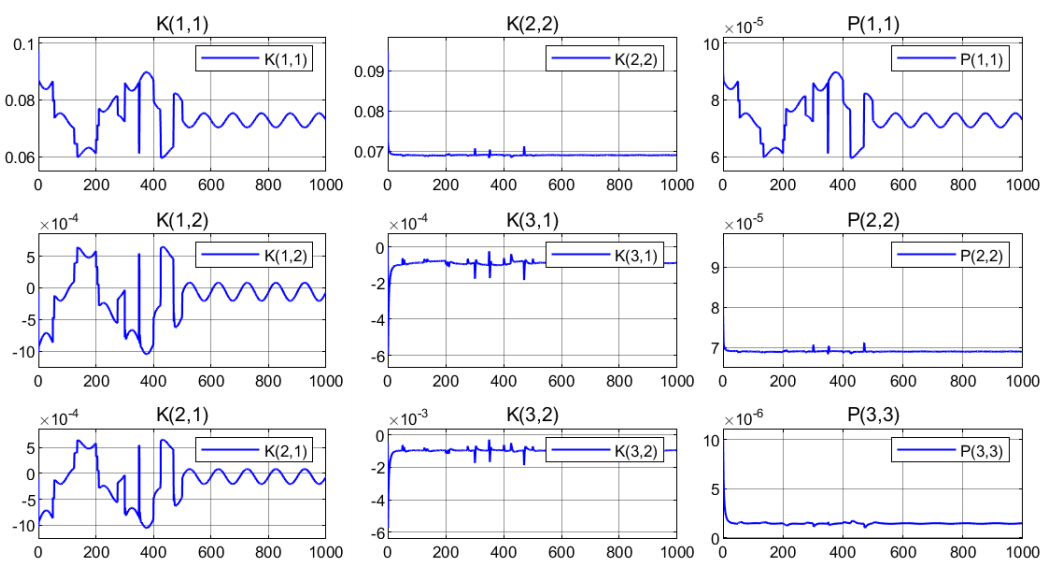 K(1,1)
0.1
0.08
0.06
0 200 400 600 800 1000
K(1,1)
K(2,2)
0.09
0.08
0.07
0 200 400 600 800 1000
K(2,2)
P(1,1)
×10⁻⁵
10
8
6
0 200 400 600 800 1000
P(1,1)
K(1,2)
×10⁻⁴
5
0
-5
-10
0 200 400 600 800 1000
K(1,2)
K(3,1)
×10⁻⁴
0
-2
-4
-6
0 200 400 600 800 1000
K(3,1)
P(2,2)
×10⁻⁵
9
8
7
0 200 400 600 800 1000
P(2,2)
K(2,1)
×10⁻⁴
5
0
-5
-10
0 200 400 600 800 1000
K(2,1)
K(3,2)
×10⁻³
0
-2
-4
-6
0 200 400 600 800 1000
K(3,2)
P(3,3)
×10⁻⁶
10
5
0
0 200 400 600 800 1000
P(3,3)